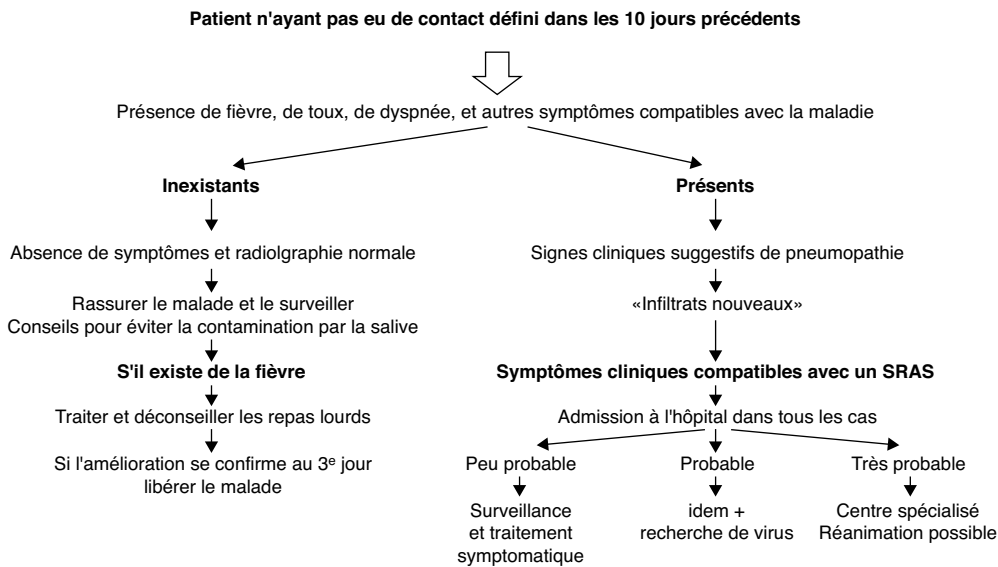 Patient n'ayant pas eu de contact défini dans les 10 jours précédents
Présence de fièvre, de toux, de dyspnée, et autres symptômes compatibles avec la maladie
Inexistants
Absence de symptômes et radiolgraphie normale
Rassurer le malade et le surveiller
Conseils pour éviter la contamination par la salive
S'il existe de la fièvre
Traiter et déconseiller les repas lourds
Si l'amélioration se confirme au 3e jour
libérer le malade
Présents
Signes cliniques suggestifs de pneumopathie
«Infiltrats nouveaux»
Symptômes cliniques compatibles avec un SRAS
Admission à l'hôpital dans tous les cas
Peu probable
Surveillance
et traitement
symptomatique
Probable
idem +
recherche de virus
Très probable
Centre spécialisé
Réanimation possible